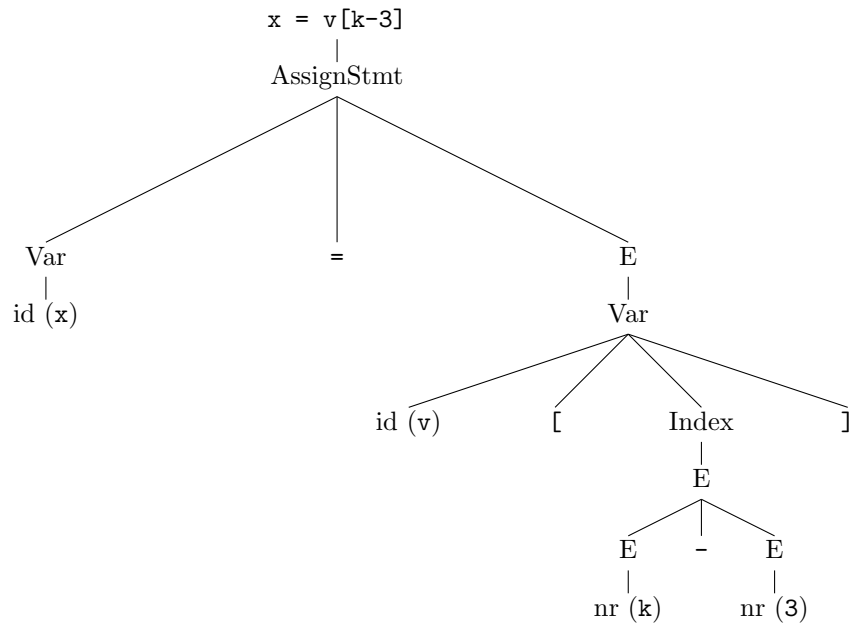 x = v[k-3]
AssignStmt
Var = E
id (x) Var
id (v) [ Index ]
E
E - E
nr (k) nr (3)